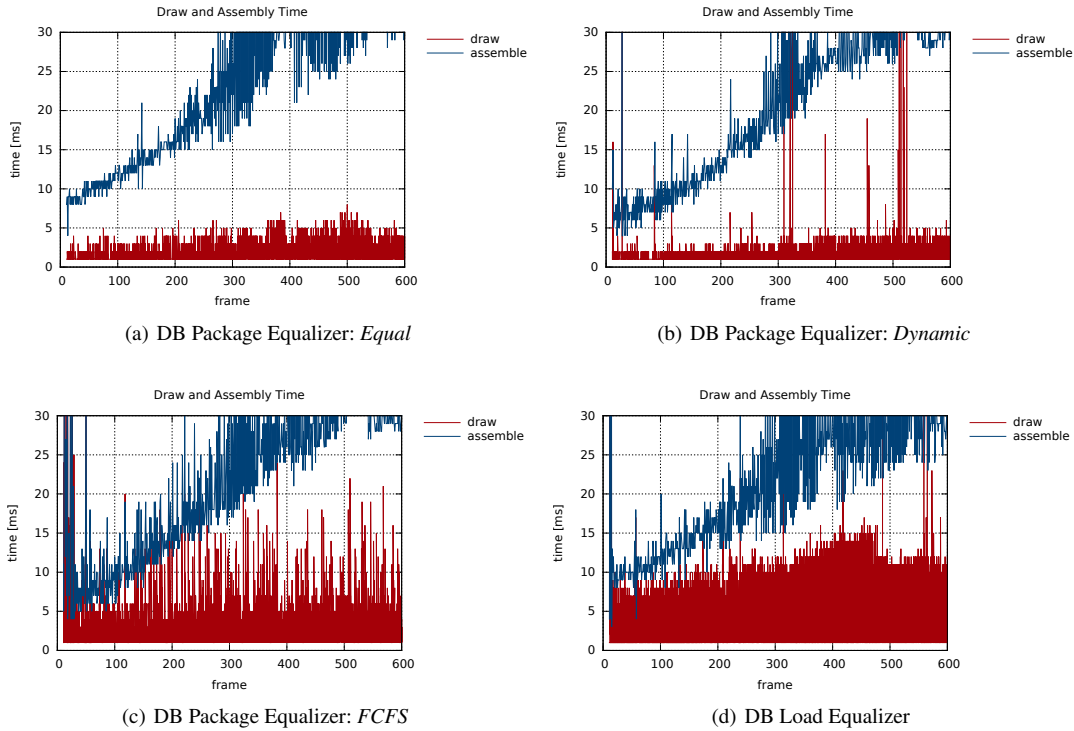 Draw and Assembly Time
30
25
20
15
10
5
0
time [ms]
0 100 200 300 400 500 600
frame
draw
assemble
(a) DB Package Equalizer: Equal
Draw and Assembly Time
30
25
20
15
10
5
0
time [ms]
0 100 200 300 400 500 600
frame
draw
assemble
(b) DB Package Equalizer: Dynamic
Draw and Assembly Time
30
25
20
15
10
5
0
time [ms]
0 100 200 300 400 500 600
frame
draw
assemble
(c) DB Package Equalizer: FCFS
Draw and Assembly Time
30
25
20
15
10
5
0
time [ms]
0 100 200 300 400 500 600
frame
draw
assemble
(d) DB Load Equalizer